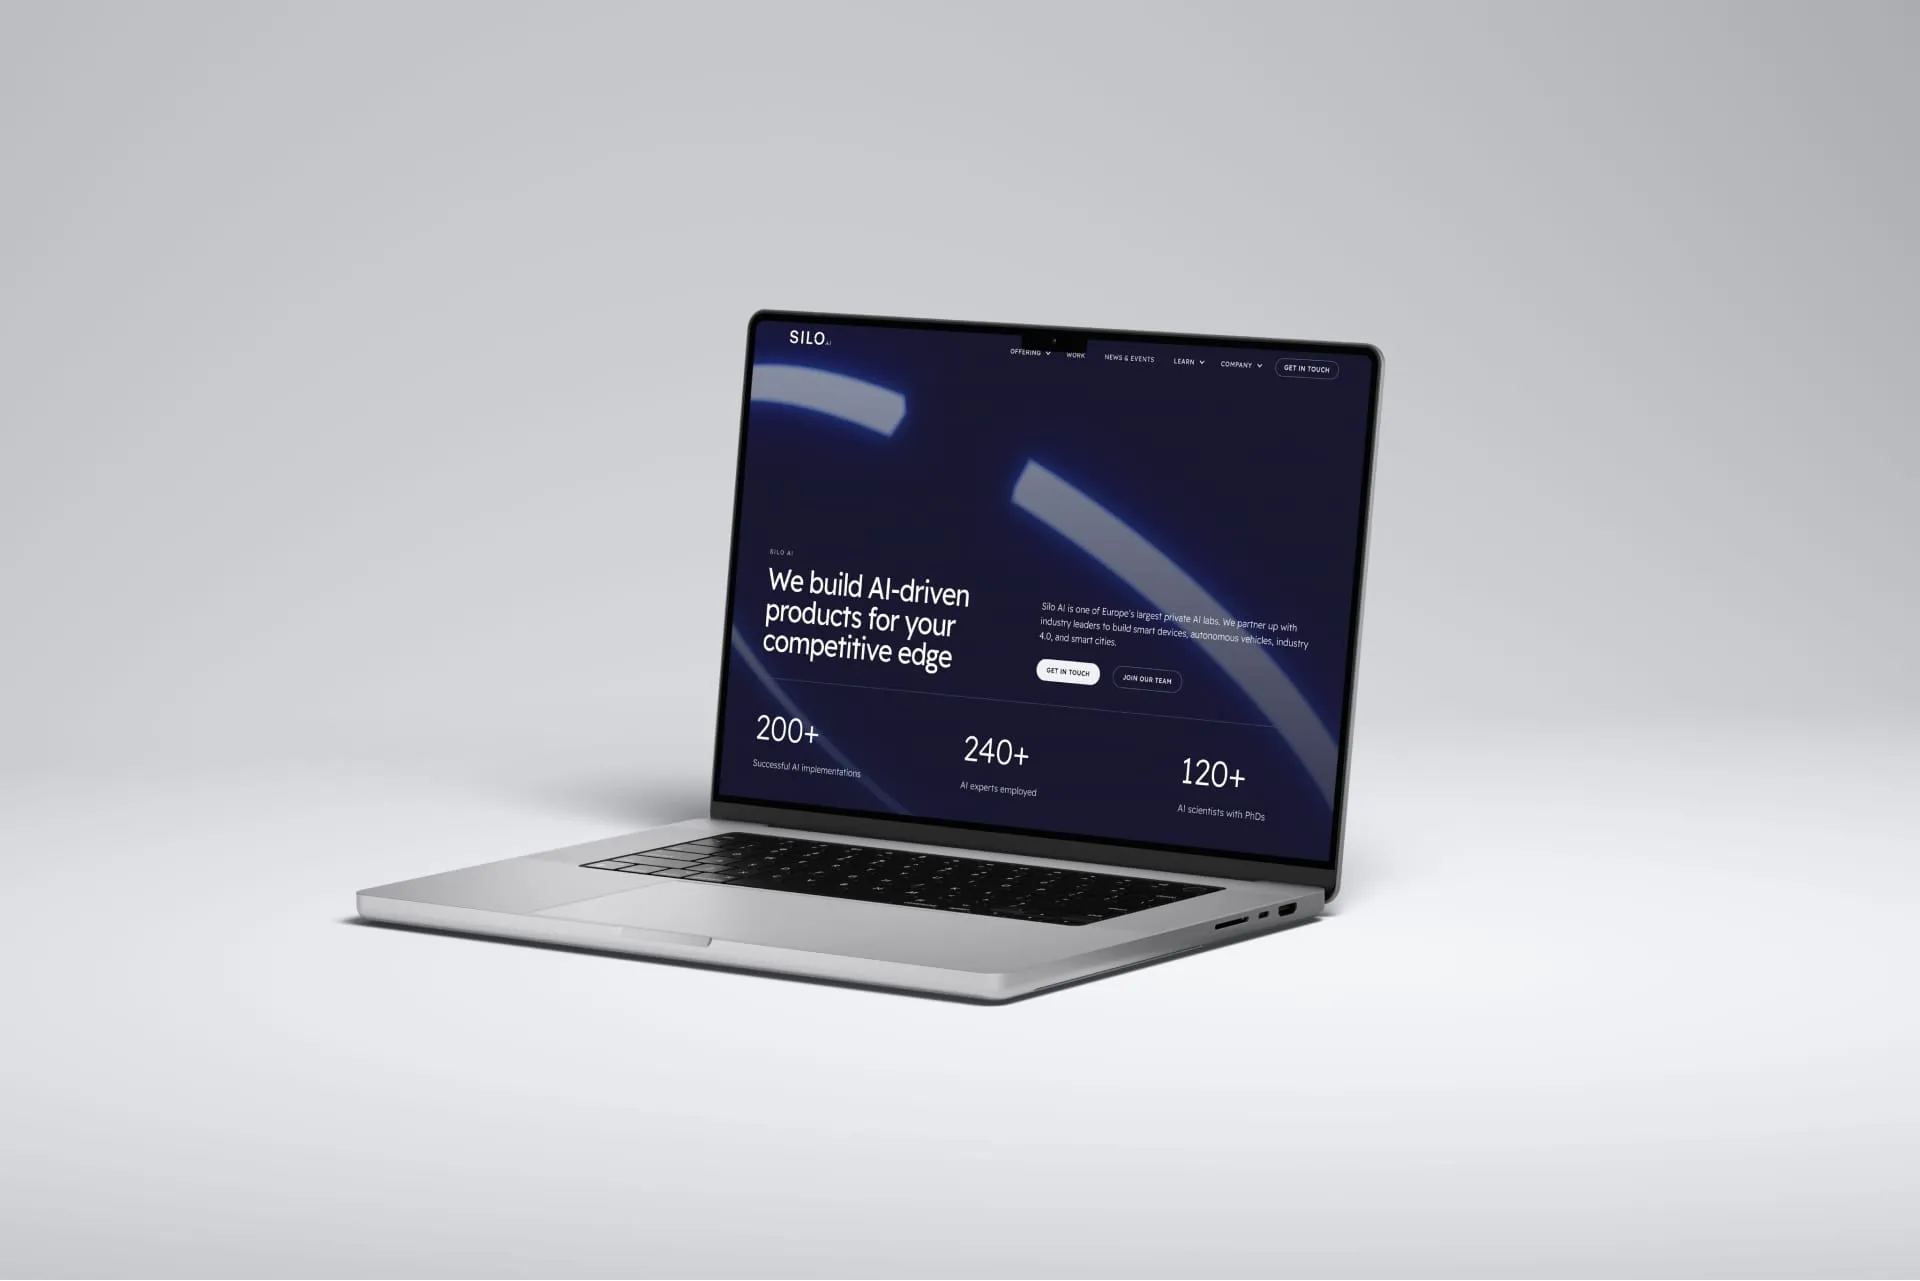 SILO AI
OFFERING WORK NEWS & EVENTS LEARN COMPANY GET IN TOUCH
SILO AI
We build AI-driven
products for your
competitive edge
Silo AI is one of Europe's largest private AI labs. We partner up with
industry leaders to build smart devices, autonomous vehicles, industry
4.0, and smart cities.
GET IN TOUCH JOIN OUR TEAM
200+
Successful AI implementations
240+
AI experts employed
120+
AI scientists with PhDs